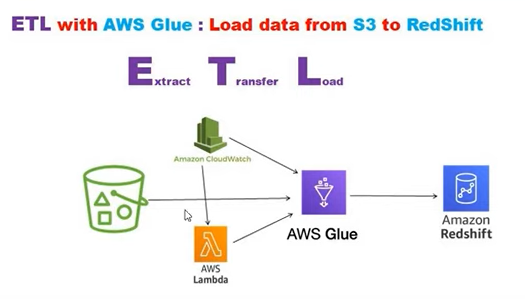 ETL with AWS Glue : Load data from S3 to RedShift
Extract Transfer Load
Amazon CloudWatch
AWS Glue
Amazon
Redshift
AWS
Lambda